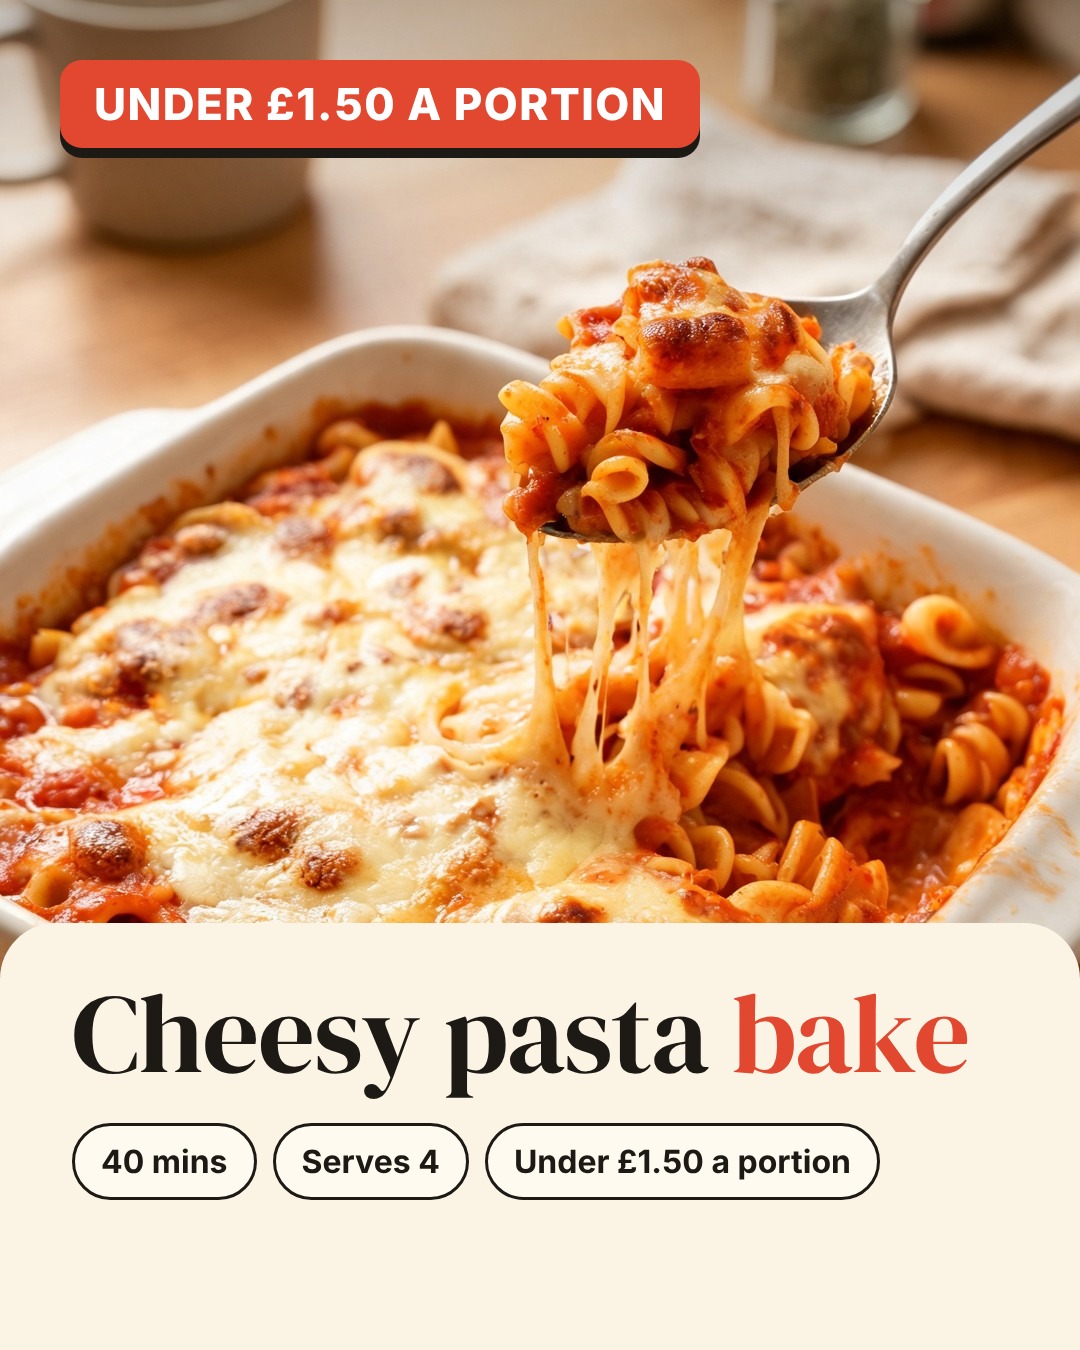 UNDER £1.50 A PORTION
Cheesy pasta bake
40 mins
Serves 4
Under £1.50 a portion